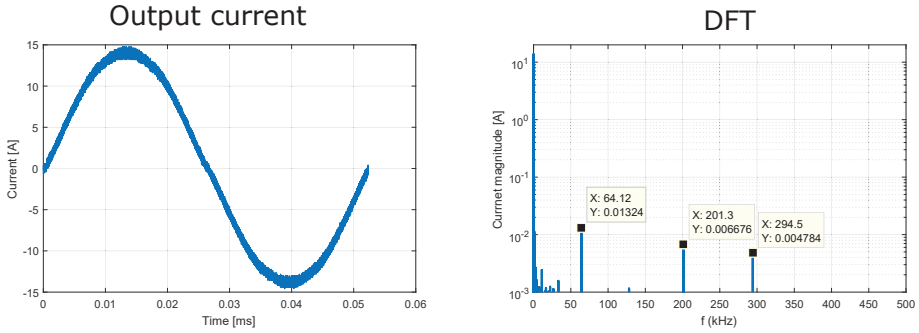 Output current
15
10
5
0
-5
-10
-15
Current [A]
0
0.01
0.02
0.03
0.04
0.05
0.06
Time [ms]
DFT
10^1
10^0
10^-1
10^-2
10^-3
Currnet magnitude [A]
X: 64.12
Y: 0.01324
X: 201.3
Y: 0.006676
X: 294.5
Y: 0.004784
0
50
100
150
200
250
300
350
400
450
500
f (kHz)